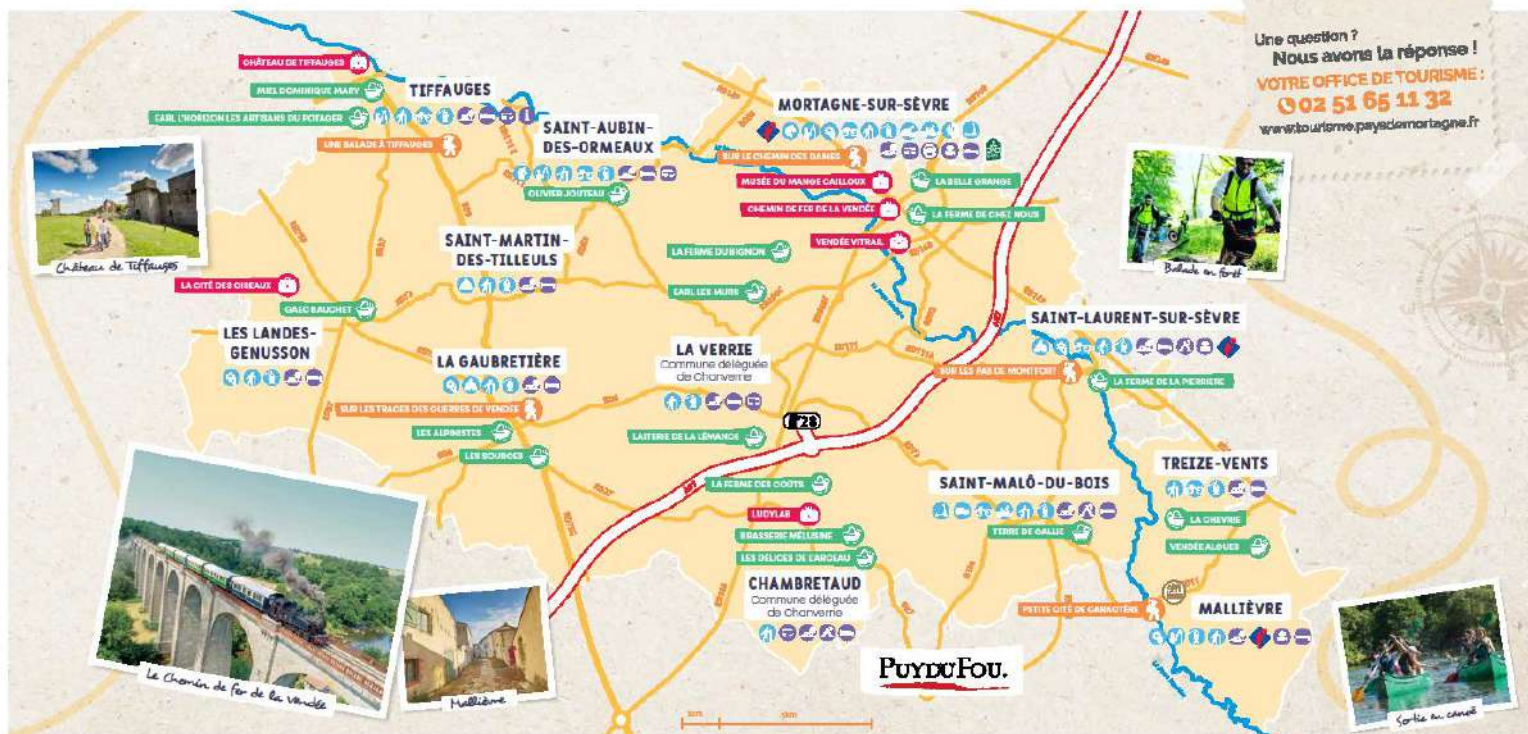 Une question ?
Nous avons la réponse !
VOTRE OFFICE DE TOURISME :
02 51 65 11 32
www.tourisme.paysdemortagne.fr
CHÂTEAU DE TIFFAUGES
MIEL DOMINIQUE MARY
TIFFAUGES
EARL L'HORIZON LES ARTISANS DU POTAGER
UNE BALADE À TIFFAUGES
SAINT-AUBIN-
DES-ORMEAUX
OLIVIER JOUTEAU
MORTAGNE-SUR-SÈVRE
SUR LE CHEMIN DES DAMES
MUSÉE DU MANGE CAILLOUX
LA BELLE GRANGE
CHEMIN DE FER DE LA VENDÉE
LA FERME DE CHEZ NOUS
VENDÉE VITRAIL
Château de Tiffauges
SAINT-MARTIN-
DES-TILLEULS
LA FERME DU BIGNON
EARL LES MURS
Balade en forêt
LA CITÉ DES OISEAUX
GAEC BAUCHET
LES LANDES-
GENUSSON
LA GAUBRETIÈRE
SUR LES TRACES DES GUERRES DE VENDÉE
LES ALPINISTES
LES SOURCES
LA VERRIE
Commune déléguée
de Chanverrie
SAINT-LAURENT-SUR-SÈVRE
SUR LES PAS DE MONTFORT
LA FERME DE LA PIERRIÈRE
28
A87
LAITERIE DE LA LÉMANCE
LA FERME DES COÛTS
LUDYLAB
BRASSERIE MÉLUSINE
LES DÉLICES DE L'ARCEAU
CHAMBRETAUD
Commune déléguée
de Chanverrie
SAINT-MALÔ-DU-BOIS
TERRE DE GALLIE
TREIZE-VENTS
LA CHEVRIE
VENDÉE ALGUES
PETITE CITÉ DE CARACTÈRE
MALLIÈVRE
PUY DU FOU.
Le Chemin de fer de la Vendée
Mallièvre
Sortie en canoë
1km
5km